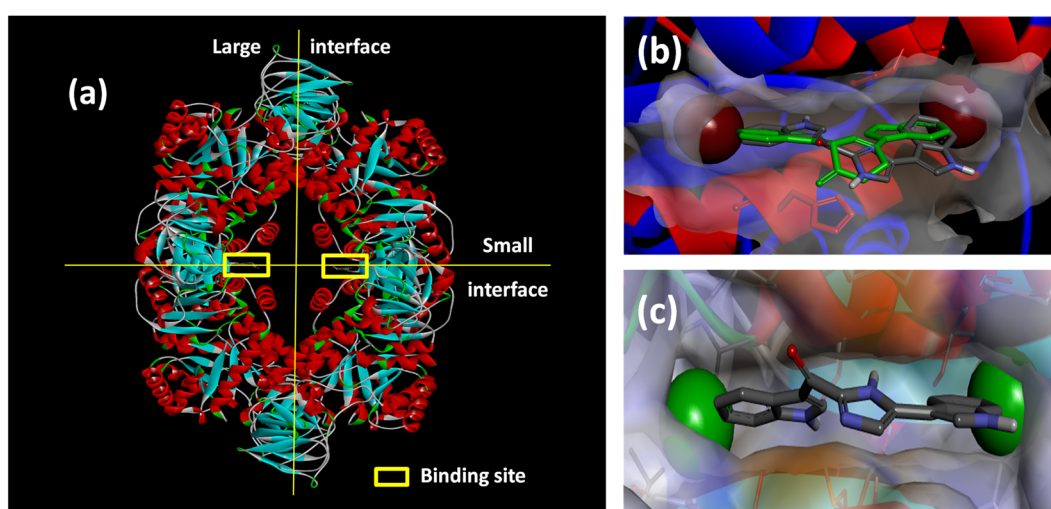 (a)
Large interface
Small
interface
Binding site
(b)
(c)